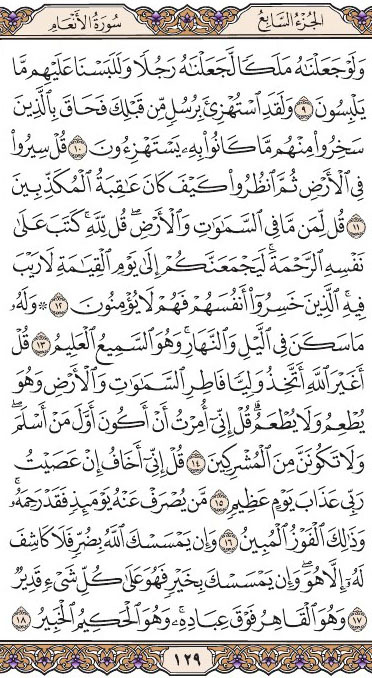 الجزء السابع سورة الأنعام
وَلَوْ جَعَلْنَٰهُ مَلَكًا لَّجَعَلْنَٰهُ رَجُلًا وَلَلَبَسْنَا عَلَيْهِم مَّا
يَلْبِسُونَ ٩ وَلَقَدِ ٱسْتُهْزِئَ بِرُسُلٍ مِّن قَبْلِكَ فَحَاقَ بِٱلَّذِينَ
سَخِرُوا۟ مِنْهُم مَّا كَانُوا۟ بِهِۦ يَسْتَهْزِءُونَ ١٠ قُلْ سِيرُوا۟
فِى ٱلْأَرْضِ ثُمَّ ٱنظُرُوا۟ كَيْفَ كَانَ عَٰقِبَةُ ٱلْمُكَذِّبِينَ
١١ قُل لِّمَن مَّا فِى ٱلسَّمَٰوَٰتِ وَٱلْأَرْضِ ۖ قُل لِّلَّهِ ۚ كَتَبَ عَلَىٰ
نَفْسِهِ ٱلرَّحْمَةَ ۚ لَيَجْمَعَنَّكُمْ إِلَىٰ يَوْمِ ٱلْقِيَٰمَةِ لَا رَيْبَ
فِيهِ ۚ ٱلَّذِينَ خَسِرُوٓا۟ أَنفُسَهُمْ فَهُمْ لَا يُؤْمِنُونَ ١٢ ۞ وَلَهُۥ
مَا سَكَنَ فِى ٱلَّيْلِ وَٱلنَّهَارِ ۚ وَهُوَ ٱلسَّمِيعُ ٱلْعَلِيمُ ١٣ قُلْ
أَغَيْرَ ٱللَّهِ أَتَّخِذُ وَلِيًّا فَاطِرِ ٱلسَّمَٰوَٰتِ وَٱلْأَرْضِ وَهُوَ
يُطْعِمُ وَلَا يُطْعَمُ ۗ قُلْ إِنِّىٓ أُمِرْتُ أَنْ أَكُونَ أَوَّلَ مَنْ أَسْلَمَ ۖ
وَلَا تَكُونَنَّ مِنَ ٱلْمُشْرِكِينَ ١٤ قُلْ إِنِّىٓ أَخَافُ إِنْ عَصَيْتُ
رَبِّى عَذَابَ يَوْمٍ عَظِيمٍ ١٥ مَّن يُصْرَفْ عَنْهُ يَوْمَئِذٍ فَقَدْ رَحِمَهُۥ ۚ
وَذَٰلِكَ ٱلْفَوْزُ ٱلْمُبِينُ ١٦ وَإِن يَمْسَسْكَ ٱللَّهُ بِضُرٍّ فَلَا كَاشِفَ
لَهُۥٓ إِلَّا هُوَ ۖ وَإِن يَمْسَسْكَ بِخَيْرٍ فَهُوَ عَلَىٰ كُلِّ شَىْءٍ قَدِيرٌ
١٧ وَهُوَ ٱلْقَاهِرُ فَوْقَ عِبَادِهِۦ ۚ وَهُوَ ٱلْحَكِيمُ ٱلْخَبِيرُ ١٨
١٢٩